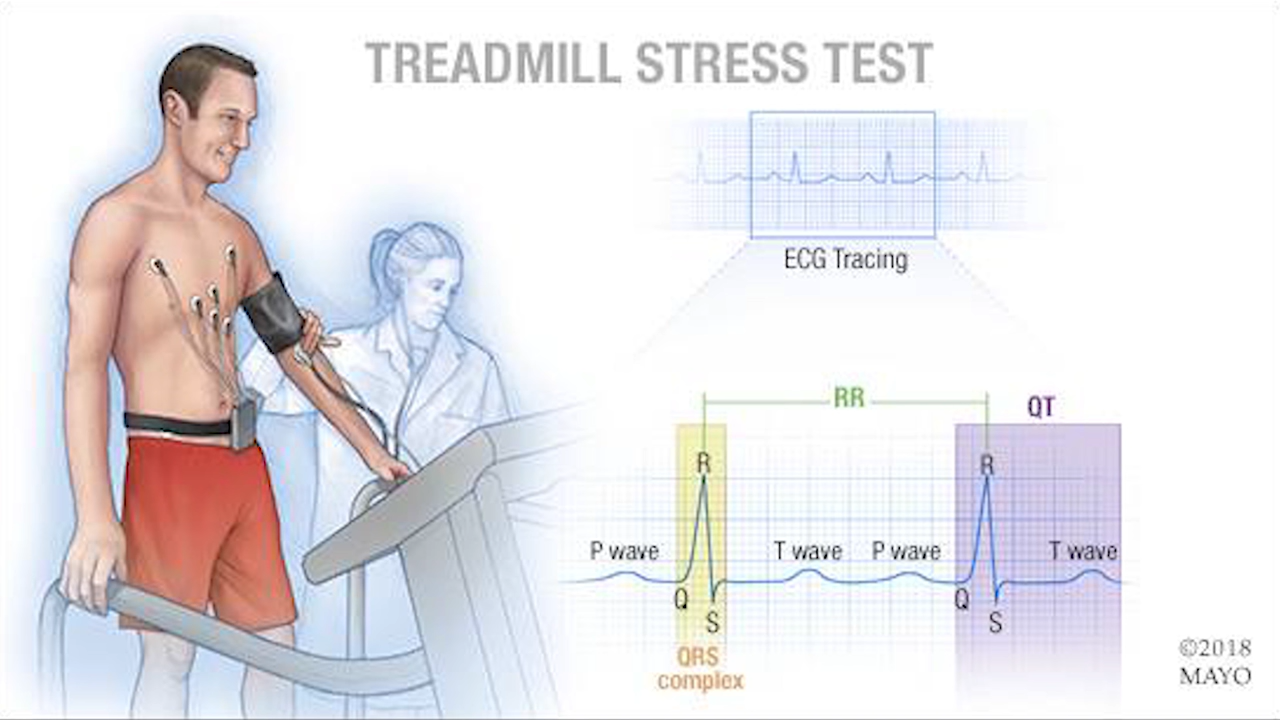 TREADMILL STRESS TEST
ECG Tracing
RR
QT
R
R
P wave
T wave
P wave
T wave
Q
S
Q
S
QRS
complex
©2018
MAYO